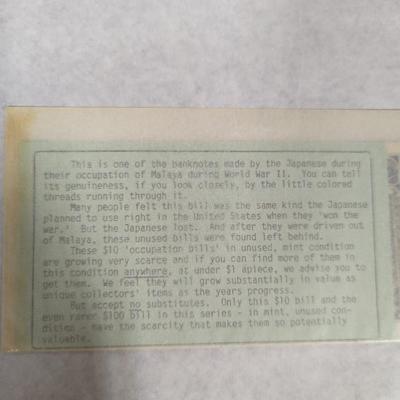 This is one of the banknotes made by the Japanese during
their occupation of Malaya during World War II. You can tell
its genuineness, if you look closely, by the little colored
threads running through it.
Many people felt this bill was the same kind the Japanese
planned to use right in the United States when they 'won the
war.' But the Japanese lost. And after they were driven out
of Malaya, these unused bills were found left behind.
These $10 'occupation bills' in unused, mint condition
are growing very scarce and if you can find more of them in
this condition anywhere, at under $1 apiece, we advise you to
get them. We feel they will grow substantially in value as
unique collectors' items as the years progress.
But accept no substitutes. Only this $10 bill and the
even rarer $100 bill in this series - in mint, unused con-
dition - have the scarcity that makes them so potentially
valuable.